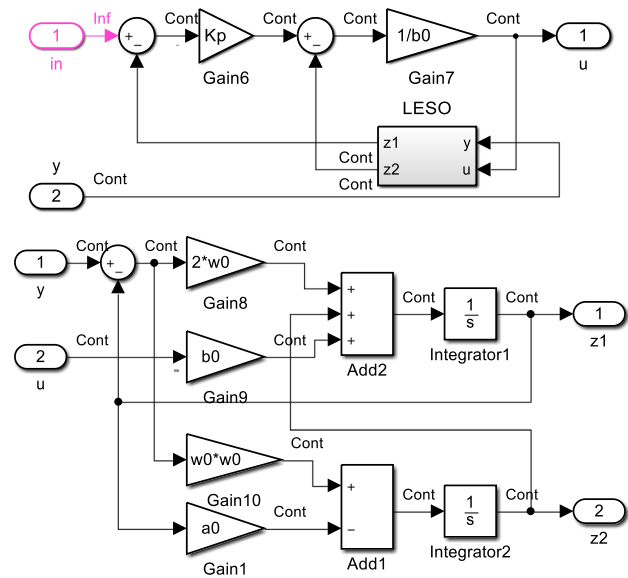 Inf
Cont
Cont
Cont
Cont
1
+
−
Kp
+
−
1/b0
1
in
Gain6
Gain7
u
LESO
z1
y
Cont
z2
u
y
Cont
Cont
2
Cont
Cont
Cont
1
+
−
2*w0
y
+
Gain8
Cont
Cont
Cont
+
1
s
1
Cont
Cont
+
2
b0
Integrator1
z1
u
Add2
Gain9
Cont
w0*w0
+
Gain10
Cont
Cont
Cont
a0
−
1
s
2
Gain1
Add1
Integrator2
z2